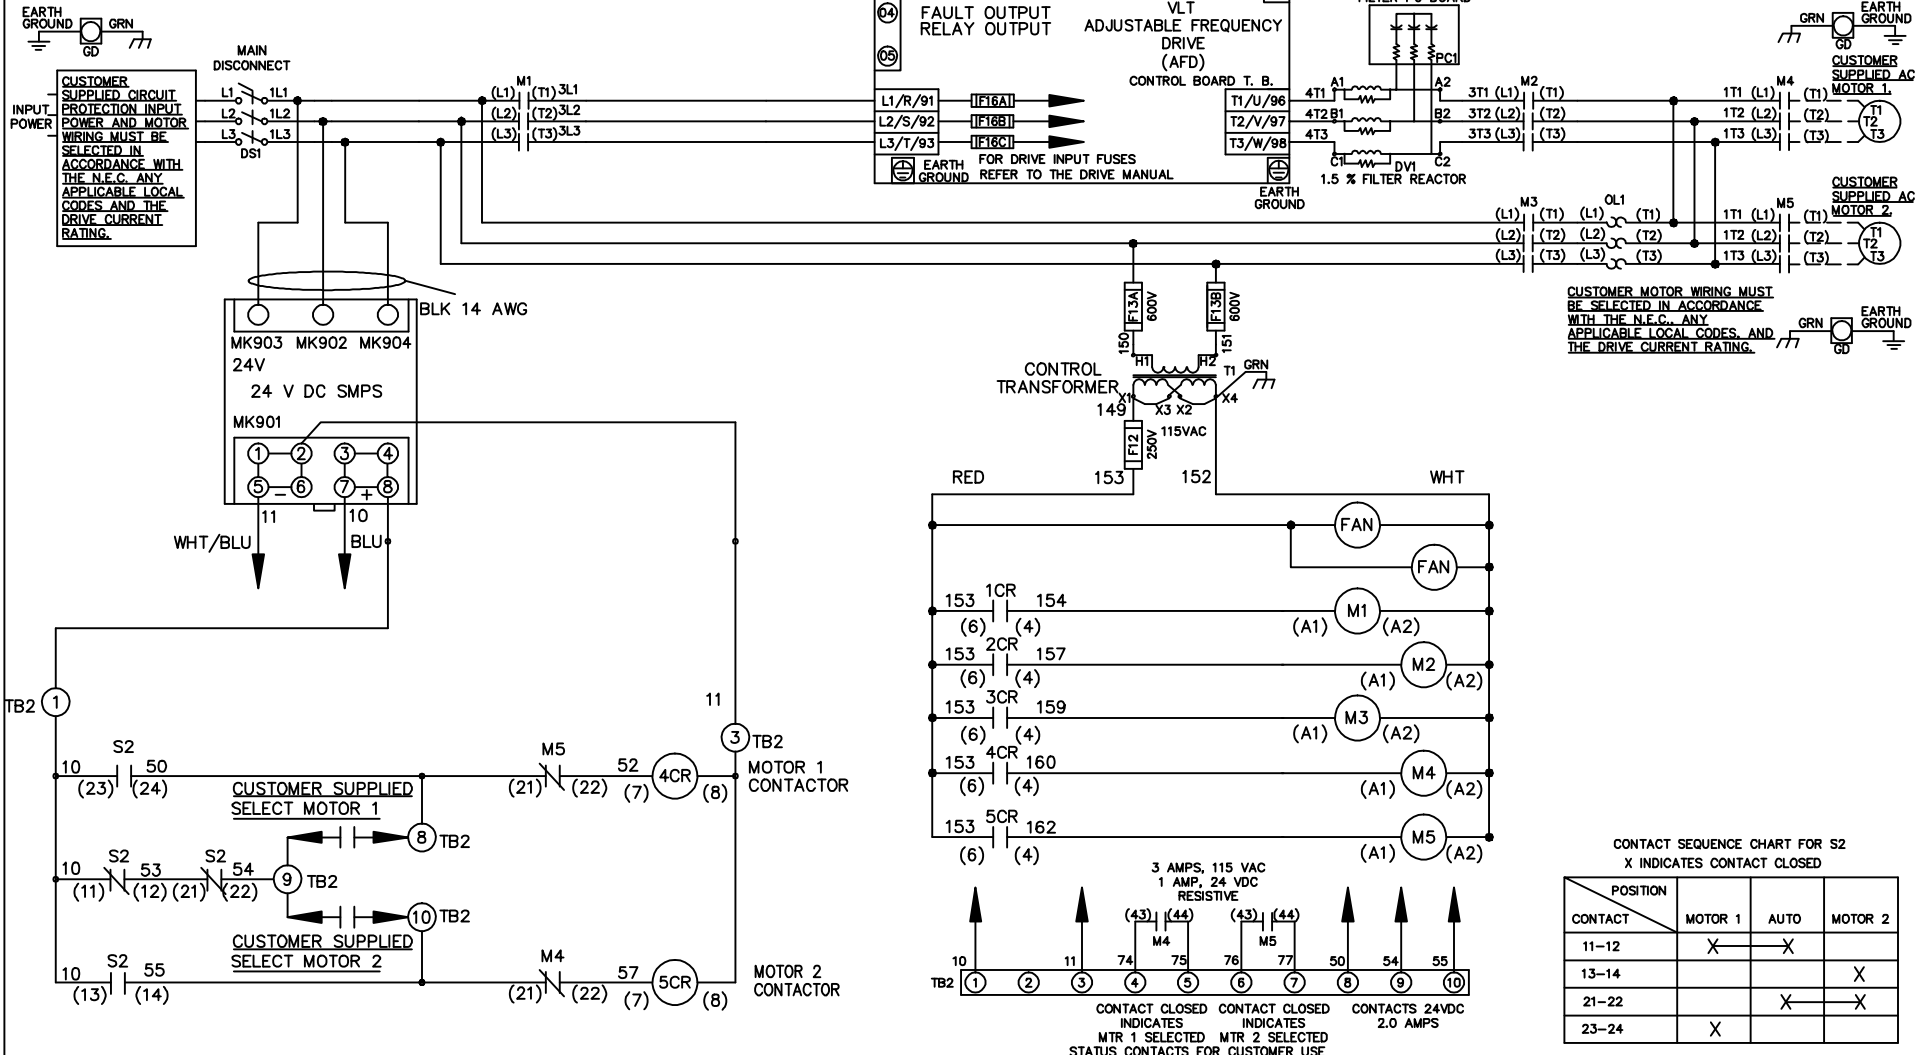 EARTH
GROUND
GRN
GD
MAIN
DISCONNECT
CUSTOMER
SUPPLIED CIRCUIT
PROTECTION INPUT
POWER AND MOTOR
WIRING MUST BE
SELECTED IN
ACCORDANCE WITH
THE N.E.C. ANY
APPLICABLE LOCAL
CODES AND THE
DRIVE CURRENT
RATING.
INPUT
POWER
L1 1L1
L2 1L2
L3 1L3
DS1
M1
(L1) (T1) 3L1
(L2) (T2) 3L2
(L3) (T3) 3L3
04
05
FAULT OUTPUT
RELAY OUTPUT
VLT
ADJUSTABLE FREQUENCY
DRIVE
(AFD)
CONTROL BOARD T. B.
L1/R/91 F16A
L2/S/92 F16B
L3/T/93 F16C
EARTH
GROUND
FOR DRIVE INPUT FUSES
REFER TO THE DRIVE MANUAL
T1/U/96
T2/V/97
T3/W/98
EARTH
GROUND
PC1
4T1 A1 A2
4T2 B1 B2
4T3 C1 C2
DV1
1.5 % FILTER REACTOR
M2
3T1 (L1) (T1)
3T2 (L2) (T2)
3T3 (L3) (T3)
M4
1T1 (L1) (T1)
1T2 (L2) (T2)
1T3 (L3) (T3)
GRN
GD
EARTH
GROUND
CUSTOMER
SUPPLIED AC
MOTOR 1.
T1
T2
T3
M3
(L1) (T1)
(L2) (T2)
(L3) (T3)
OL1
(L1) (T1)
(L2) (T2)
(L3) (T3)
M5
1T1 (L1) (T1)
1T2 (L2) (T2)
1T3 (L3) (T3)
CUSTOMER
SUPPLIED AC
MOTOR 2.
T1
T2
T3
CUSTOMER MOTOR WIRING MUST
BE SELECTED IN ACCORDANCE
WITH THE N.E.C., ANY
APPLICABLE LOCAL CODES, AND
THE DRIVE CURRENT RATING.
GRN
GD
EARTH
GROUND
BLK 14 AWG
MK903 MK902 MK904
24V
24 V DC SMPS
MK901
1 2 3 4
5 - 6 7 + 8
11
10
WHT/BLU
BLU
F13A
600V
F13B
600V
150
151
H1 H2
CONTROL
TRANSFORMER
T1
GRN
X1 X3 X2 X4
149
115VAC
F12
250V
RED
153
152
WHT
FAN
FAN
153 1CR 154
(6) (4)
M1
(A1) (A2)
153 2CR 157
(6) (4)
M2
(A1) (A2)
153 3CR 159
(6) (4)
M3
(A1) (A2)
153 4CR 160
(6) (4)
M4
(A1) (A2)
153 5CR 162
(6) (4)
M5
(A1) (A2)
TB2 1
11
3 TB2
10 S2 50
(23) (24)
M5
(21) (22)
52
(7) 4CR (8)
MOTOR 1
CONTACTOR
CUSTOMER SUPPLIED
SELECT MOTOR 1
8 TB2
10 S2 53 S2 54
(11) (12) (21) (22)
9 TB2
10 TB2
CUSTOMER SUPPLIED
SELECT MOTOR 2
10 S2 55
(13) (14)
M4
(21) (22)
57
(7) 5CR (8)
MOTOR 2
CONTACTOR
3 AMPS, 115 VAC
1 AMP, 24 VDC
RESISTIVE
(43) (44) (43) (44)
M4 M5
10 11 74 75 76 77 50 54 55
TB2 1 2 3 4 5 6 7 8 9 10
CONTACT CLOSED
INDICATES
MTR 1 SELECTED
CONTACT CLOSED
INDICATES
MTR 2 SELECTED
CONTACTS 24VDC
2.0 AMPS
STATUS CONTACTS FOR CUSTOMER USE
CONTACT SEQUENCE CHART FOR S2
X INDICATES CONTACT CLOSED
POSITION
CONTACT MOTOR 1 AUTO MOTOR 2
11-12 X X
13-14 X
21-22 X X
23-24 X